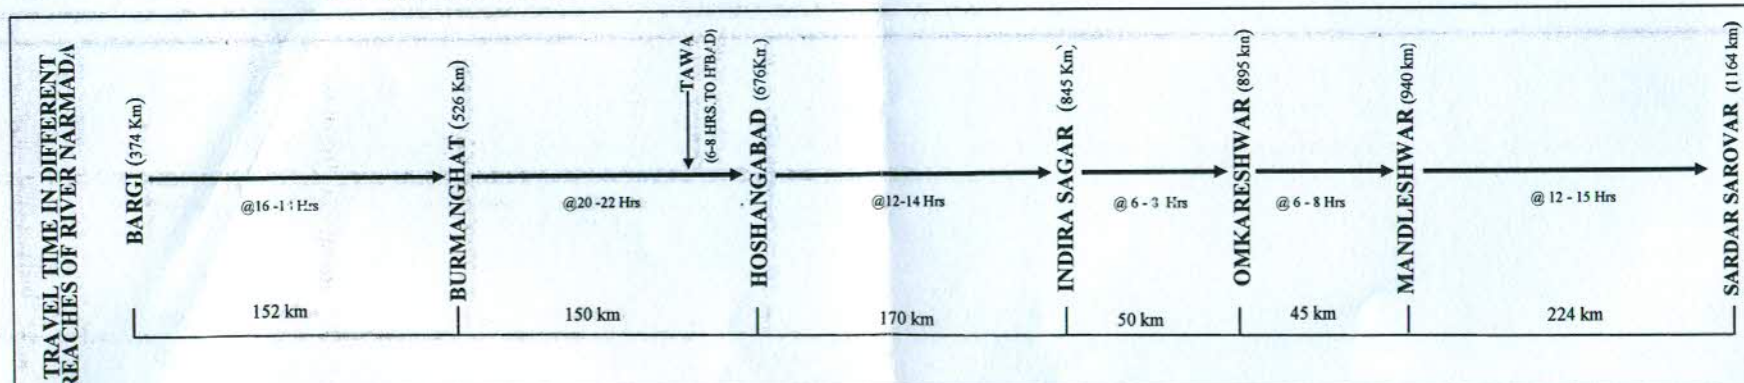 TRAVEL TIME IN DIFFERENT
REACHES OF RIVER NARMADA
BARGI (374 Km)
BURMANGHAT (526 Km)
TAWA
(6-8 HRS.TO H'BAD)
HOSHANGABAD (676Km)
INDIRA SAGAR (845 Km)
OMKARESHWAR (895 km)
MANDLESHWAR (940 km)
SARDAR SAROVAR (1164 km)
@20 -22 Hrs
@12-14 Hrs
@ 6 - Hrs
@ 6 - 8 Hrs
@ 12 - 15 Hrs
152 km
150 km
170 km
50 km
45 km
224 km